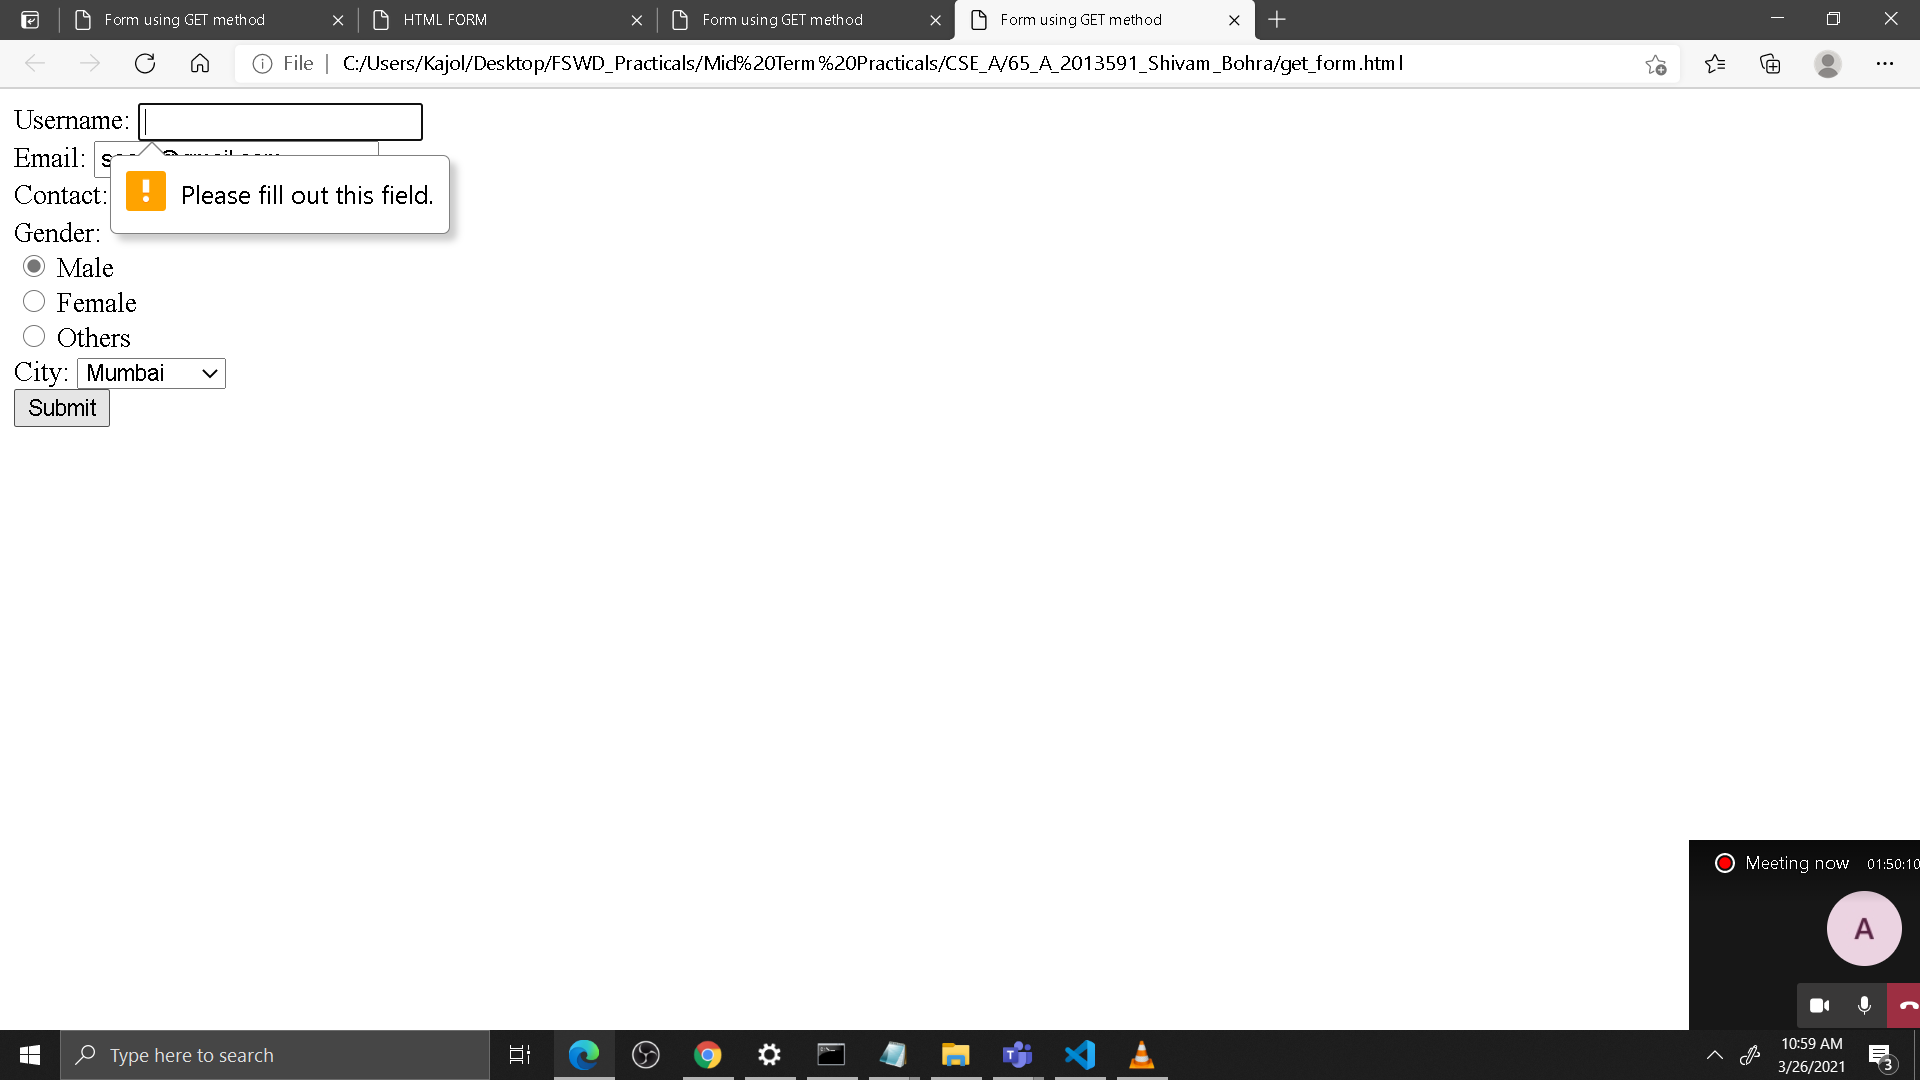 Form using GET method
HTML FORM
Form using GET method
Form using GET method
File
C:/Users/Kajol/Desktop/FSWD_Practicals/Mid%20Term%20Practicals/CSE_A/65_A_2013591_Shivam_Bohra/get_form.html
Username:
Email:
Contact:
Please fill out this field.
Gender:
Male
Female
Others
City: Mumbai
Submit
Meeting now 01:50:10
A
Type here to search
10:59 AM
3/26/2021
3